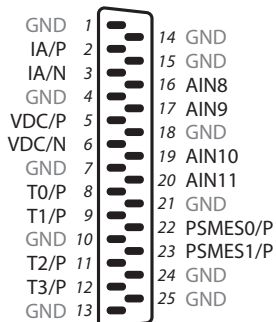 GND 1
IA/P 2
IA/N 3
GND 4
VDC/P 5
VDC/N 6
GND 7
T0/P 8
T1/P 9
GND 10
T2/P 11
T3/P 12
GND 13
14 GND
15 GND
16 AIN8
17 AIN9
18 GND
19 AIN10
20 AIN11
21 GND
22 PSMES0/P
23 PSMES1/P
24 GND
25 GND